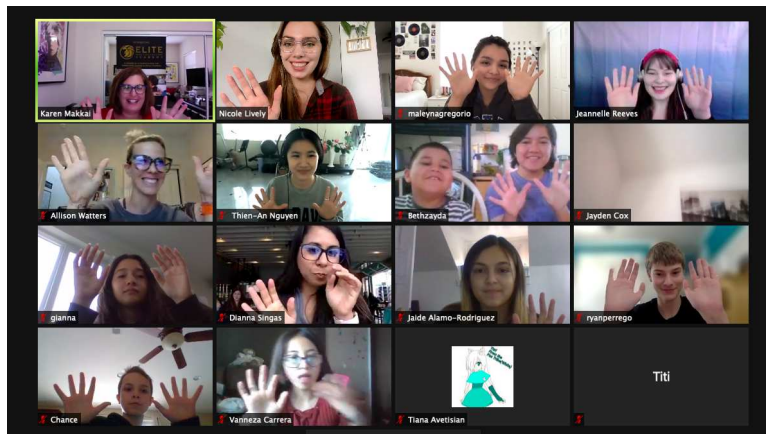 ELITE
Karen Makkai
Nicole Lively
maleynagregorio
Jeannelle Reeves
Allison Watters
Thien-An Nguyen
Bethzayda
Jayden Cox
gianna
Dianna Singas
Jaide Alamo-Rodriguez
ryanperrego
Chance
Vanneza Carrera
Tiana Avetisian
Titi